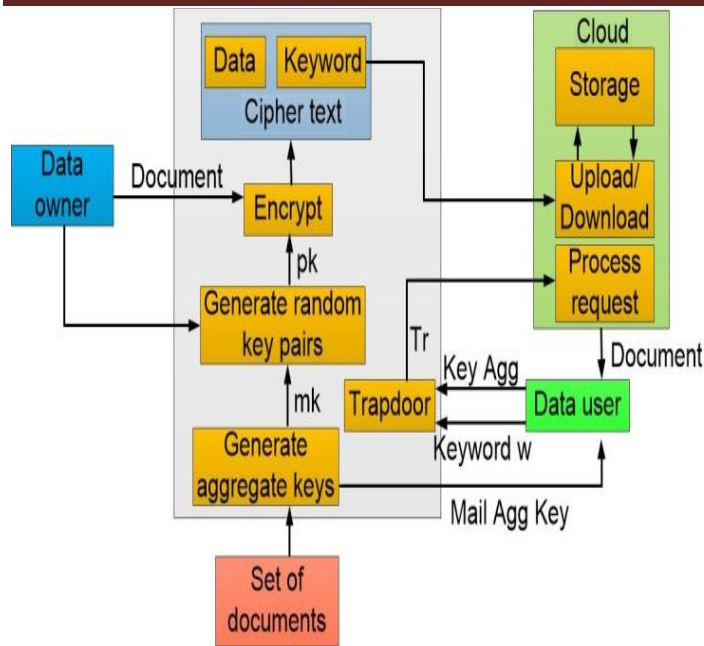 Cloud
Data
Keyword
Cipher text
Storage
Data
owner
Document
Encrypt
Upload/
Download
pk
Generate random
key pairs
Process
request
Tr
Document
mk
Trapdoor
Key Agg
Data user
Keyword w
Generate
aggregate keys
Mail Agg Key
Set of
documents